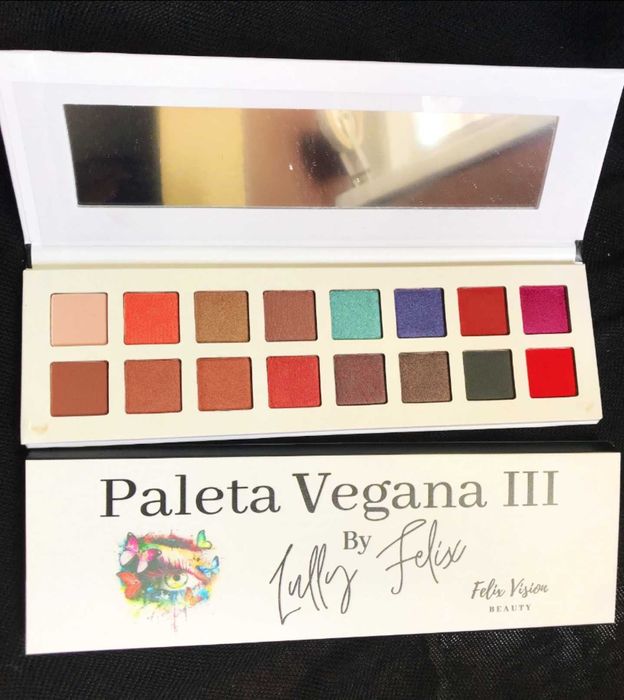 Paleta Vegana III
By
Lully Felix
Felix Vision
BEAUTY